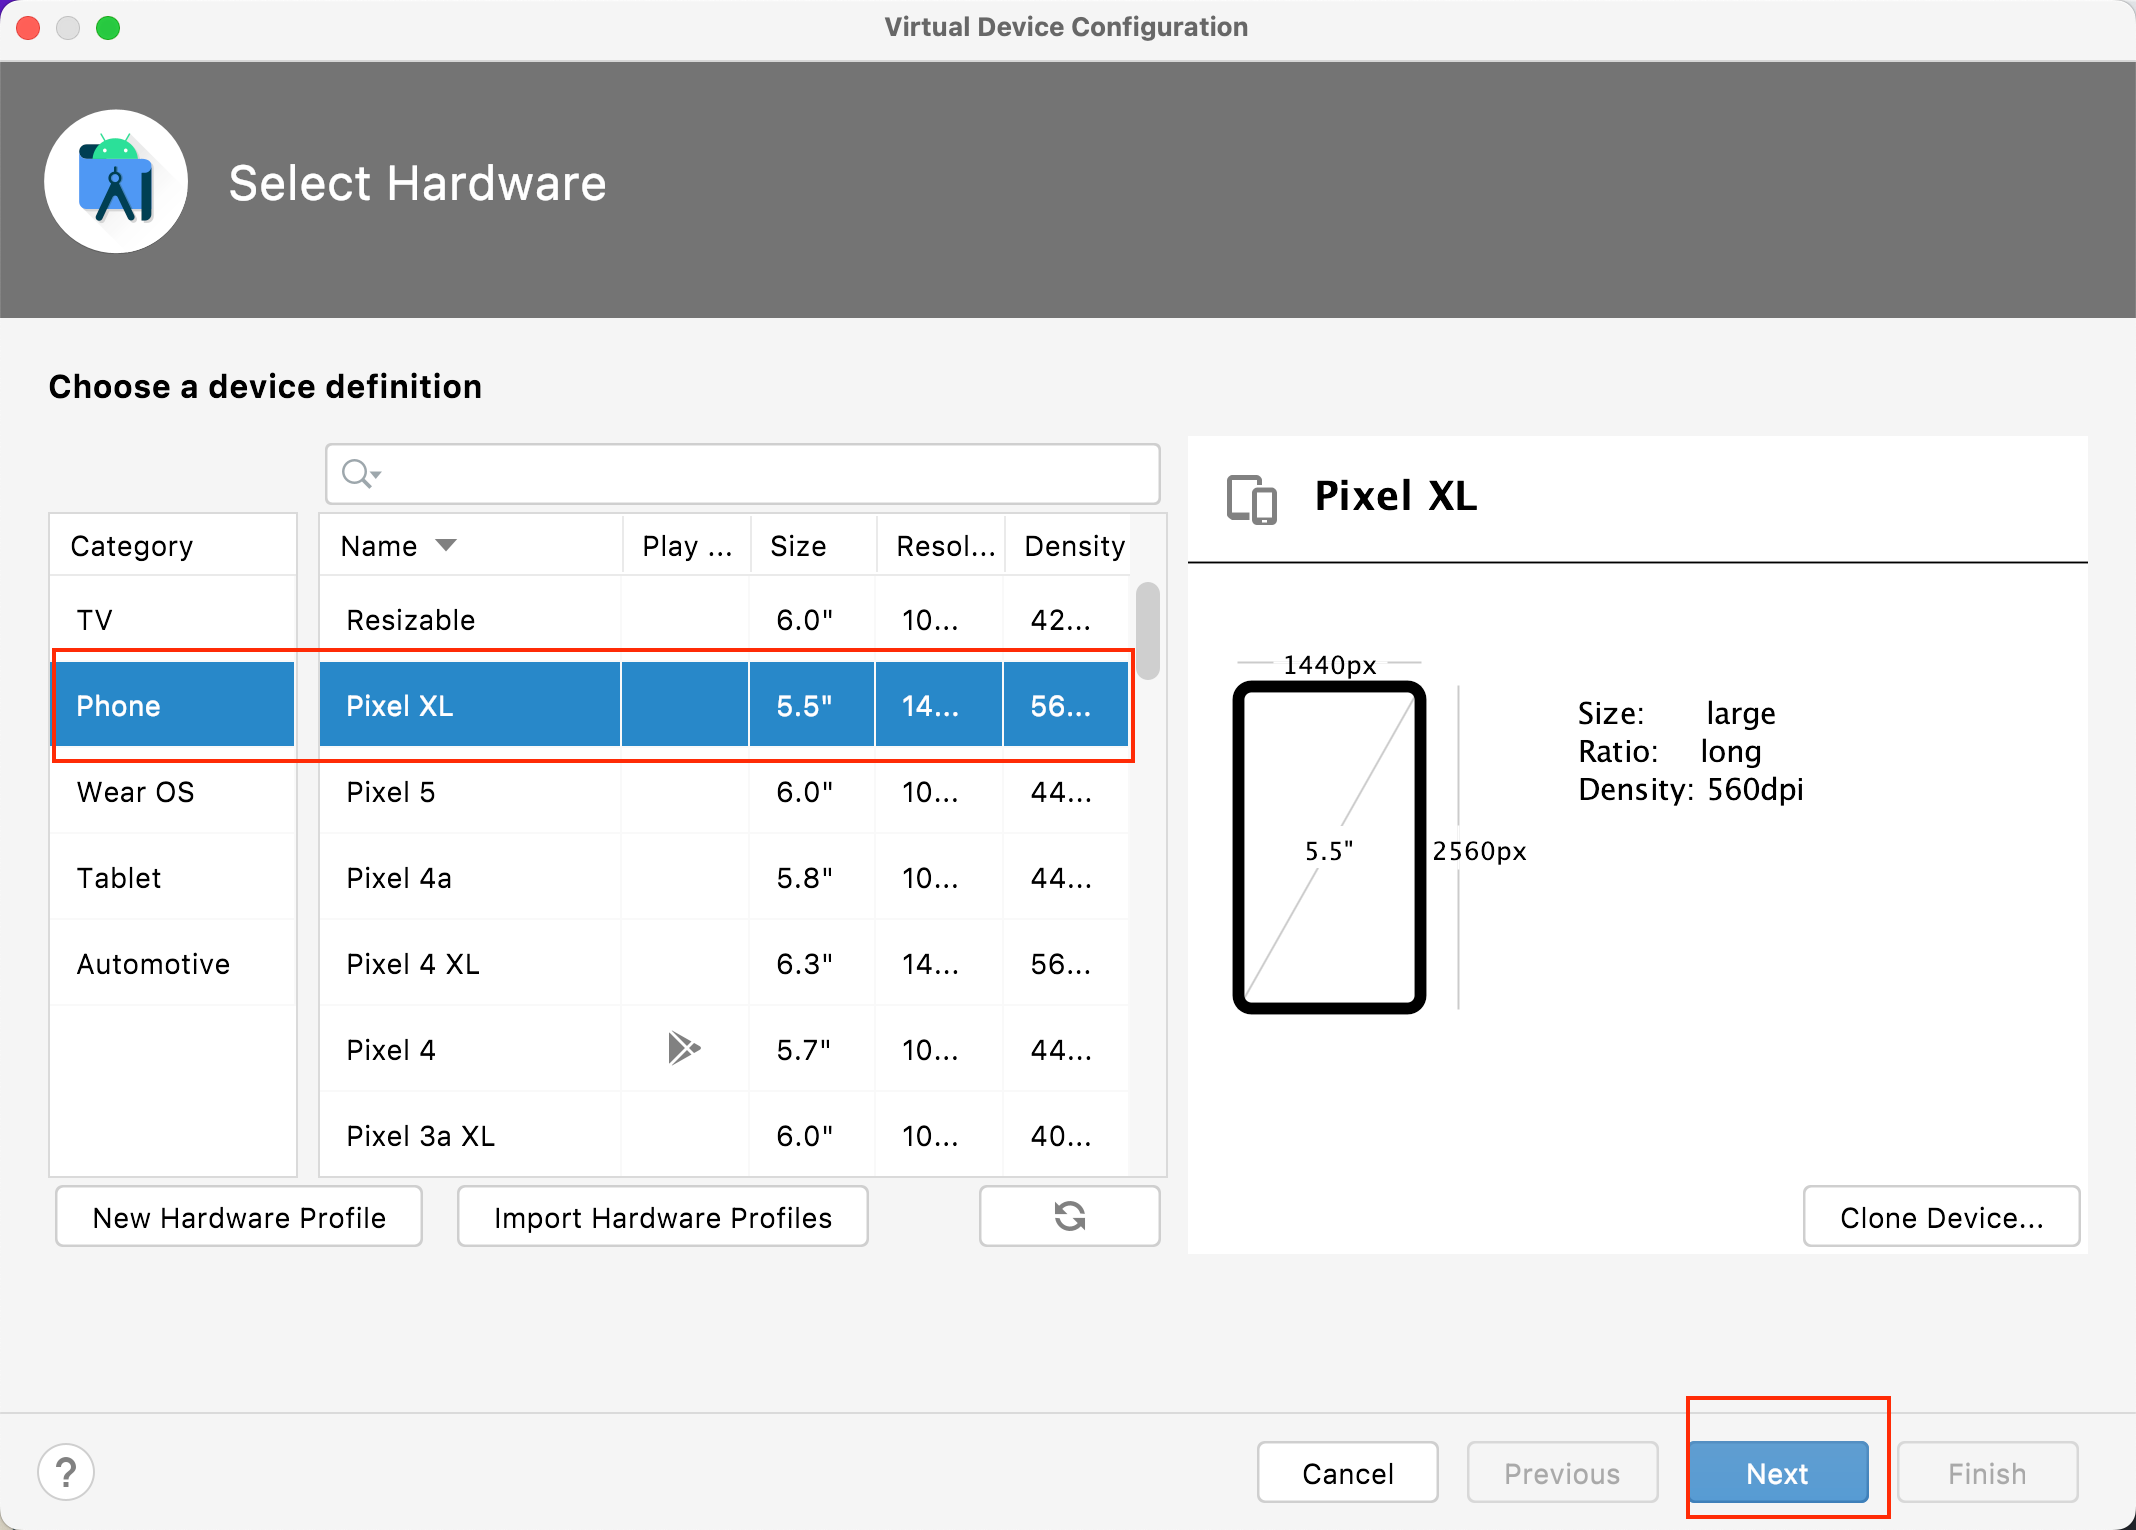 Virtual Device Configuration
Select Hardware
Choose a device definition
Category
TV
Phone
Wear OS
Tablet
Automotive
Name Play ... Size Resol... Density
Resizable 6.0" 10... 42...
Pixel XL 5.5" 14... 56...
Pixel 5 6.0" 10... 44...
Pixel 4a 5.8" 10... 44...
Pixel 4 XL 6.3" 14... 56...
Pixel 4 5.7" 10... 44...
Pixel 3a XL 6.0" 10... 40...
New Hardware Profile Import Hardware Profiles
Pixel XL
1440px
5.5"
2560px
Size: large
Ratio: long
Density: 560dpi
Clone Device...
? Cancel Previous Next Finish